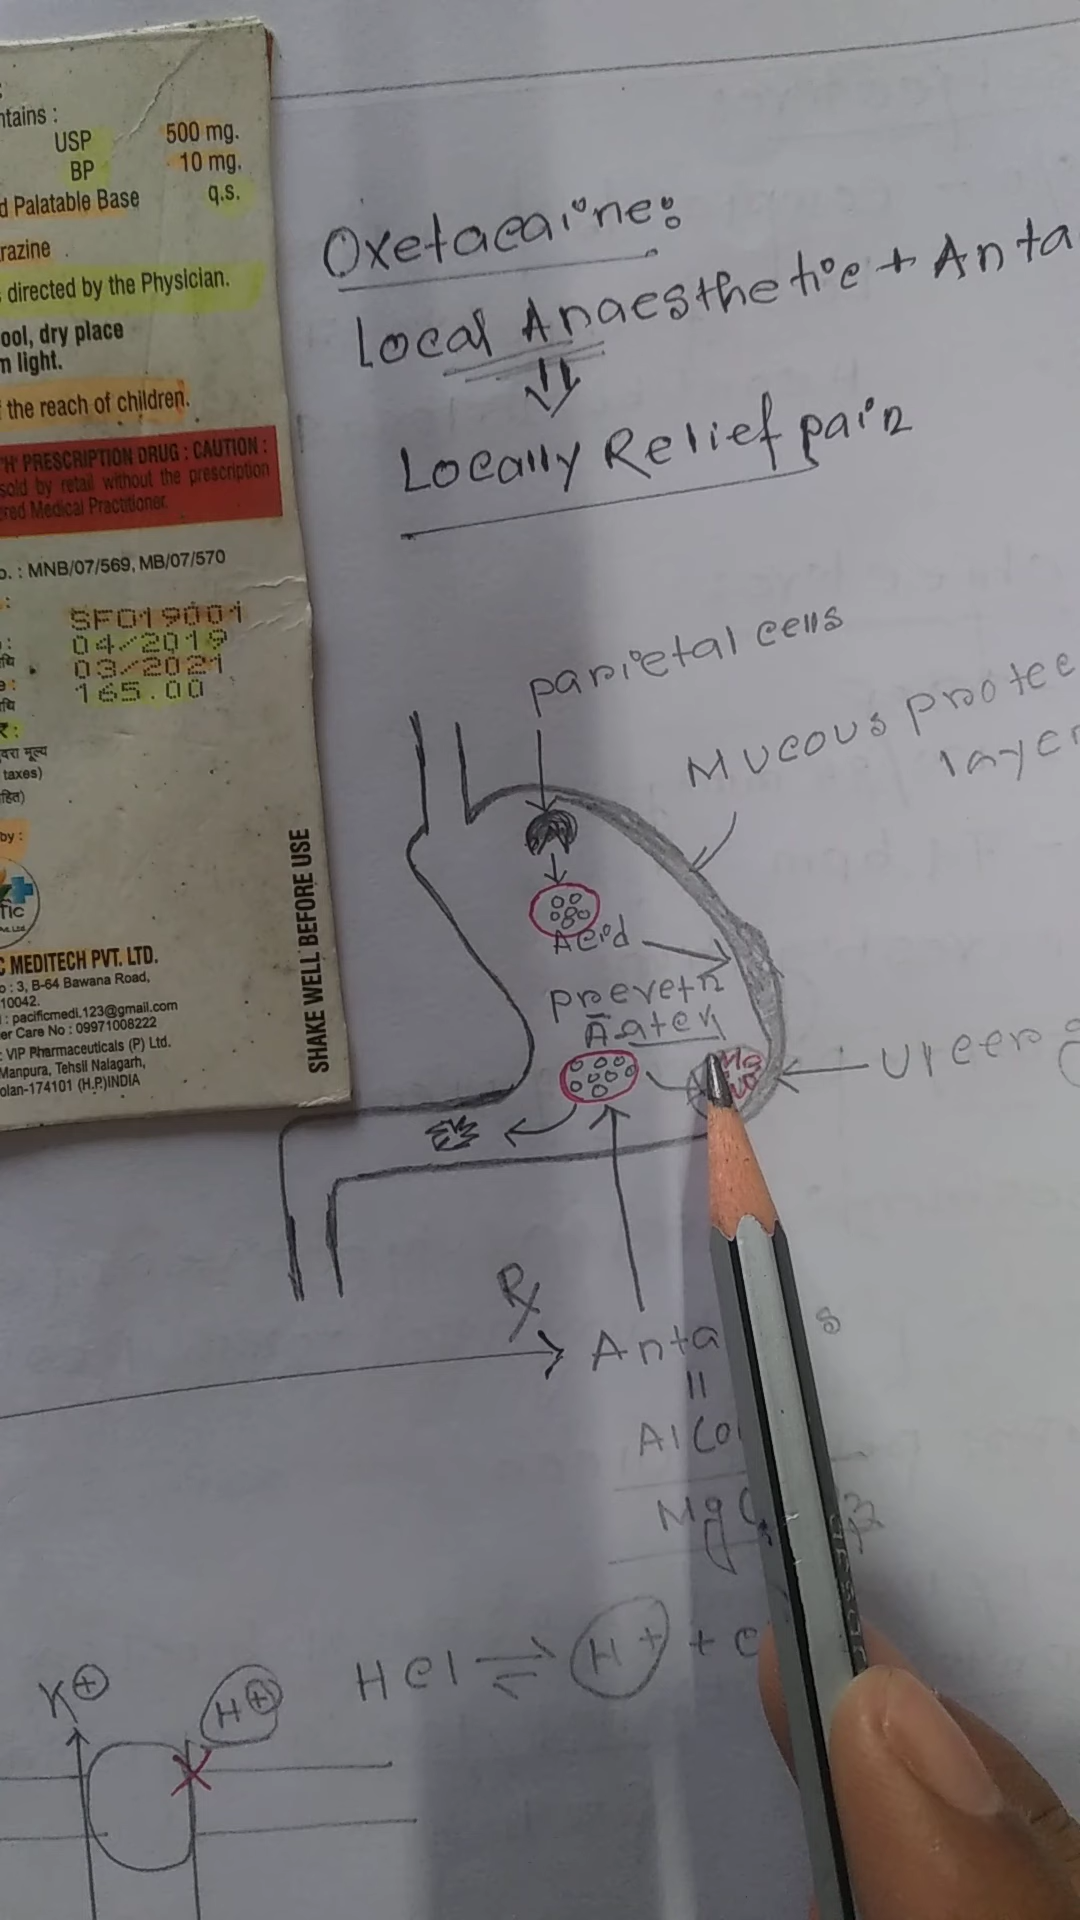 ntains :
USP 500 mg.
BP 10 mg.
d Palatable Base q.s.
razine
directed by the Physician.
ool, dry place
m light.
the reach of children.
'H' PRESCRIPTION DRUG : CAUTION :
sold by retail without the prescription
red Medical Practitioner.
o. : MNB/07/569, MB/07/570
SF019001
04/2019
03/2021
165.00
₹ :
taxes)
by :
C MEDITECH PVT. LTD.
o : 3, B-64 Bawana Road,
10042.
: pacificmedi.123@gmail.com
er Care No : 09971008222
: VIP Pharmaceuticals (P) Ltd.
Manpura, Tehsil Nalagarh,
olan-174101 (H.P.)INDIA
SHAKE WELL BEFORE USE
Oxetacaine:
Local Anaesthetic + Anta
Locally Relief pain
parietal cells
Mucous protec
layer
Acid
Prevetn
Aater
Ulcer
Rx
Anta s
Al(O
Mg(
HCl ⇌ H+ + C
K+
H+